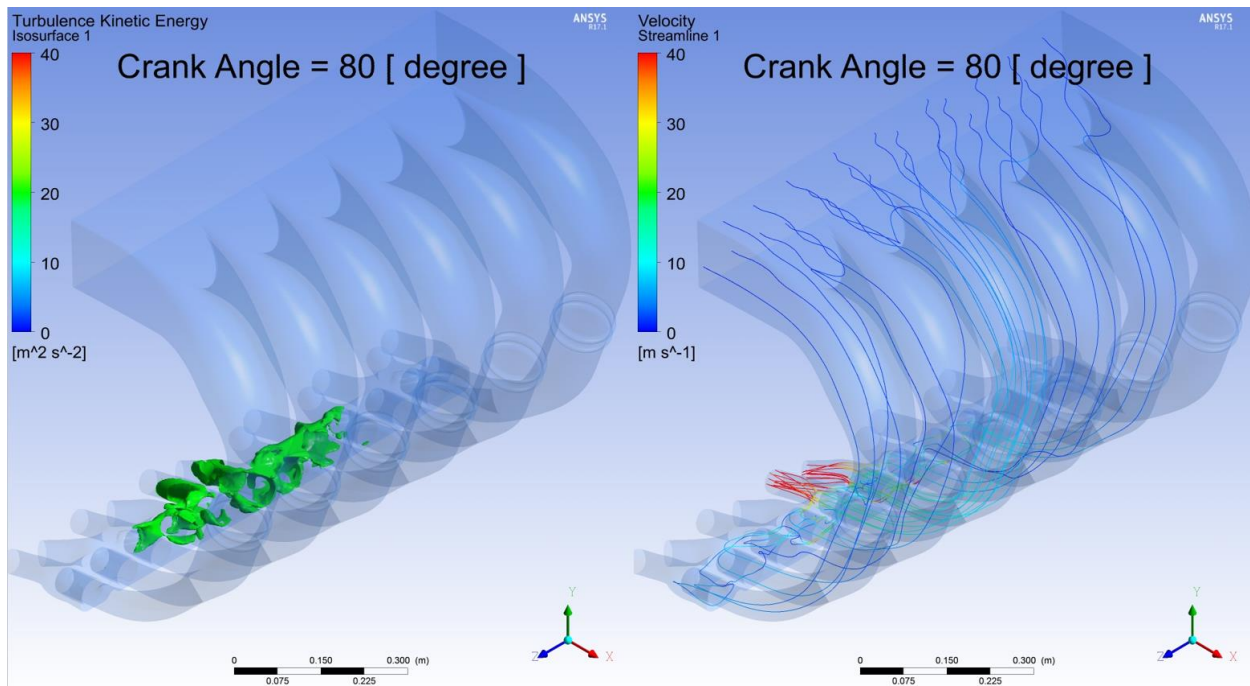 Turbulence Kinetic Energy
Isosurface 1
ANSYS
R17.1
Crank Angle = 80 [ degree ]
40
30
20
10
0
[m^2 s^-2]
Y
Z
X
0 0.150 0.300 (m)
0.075 0.225
Velocity
Streamline 1
ANSYS
R17.1
Crank Angle = 80 [ degree ]
40
30
20
10
0
[m s^-1]
Y
Z
X
0 0.150 0.300 (m)
0.075 0.225